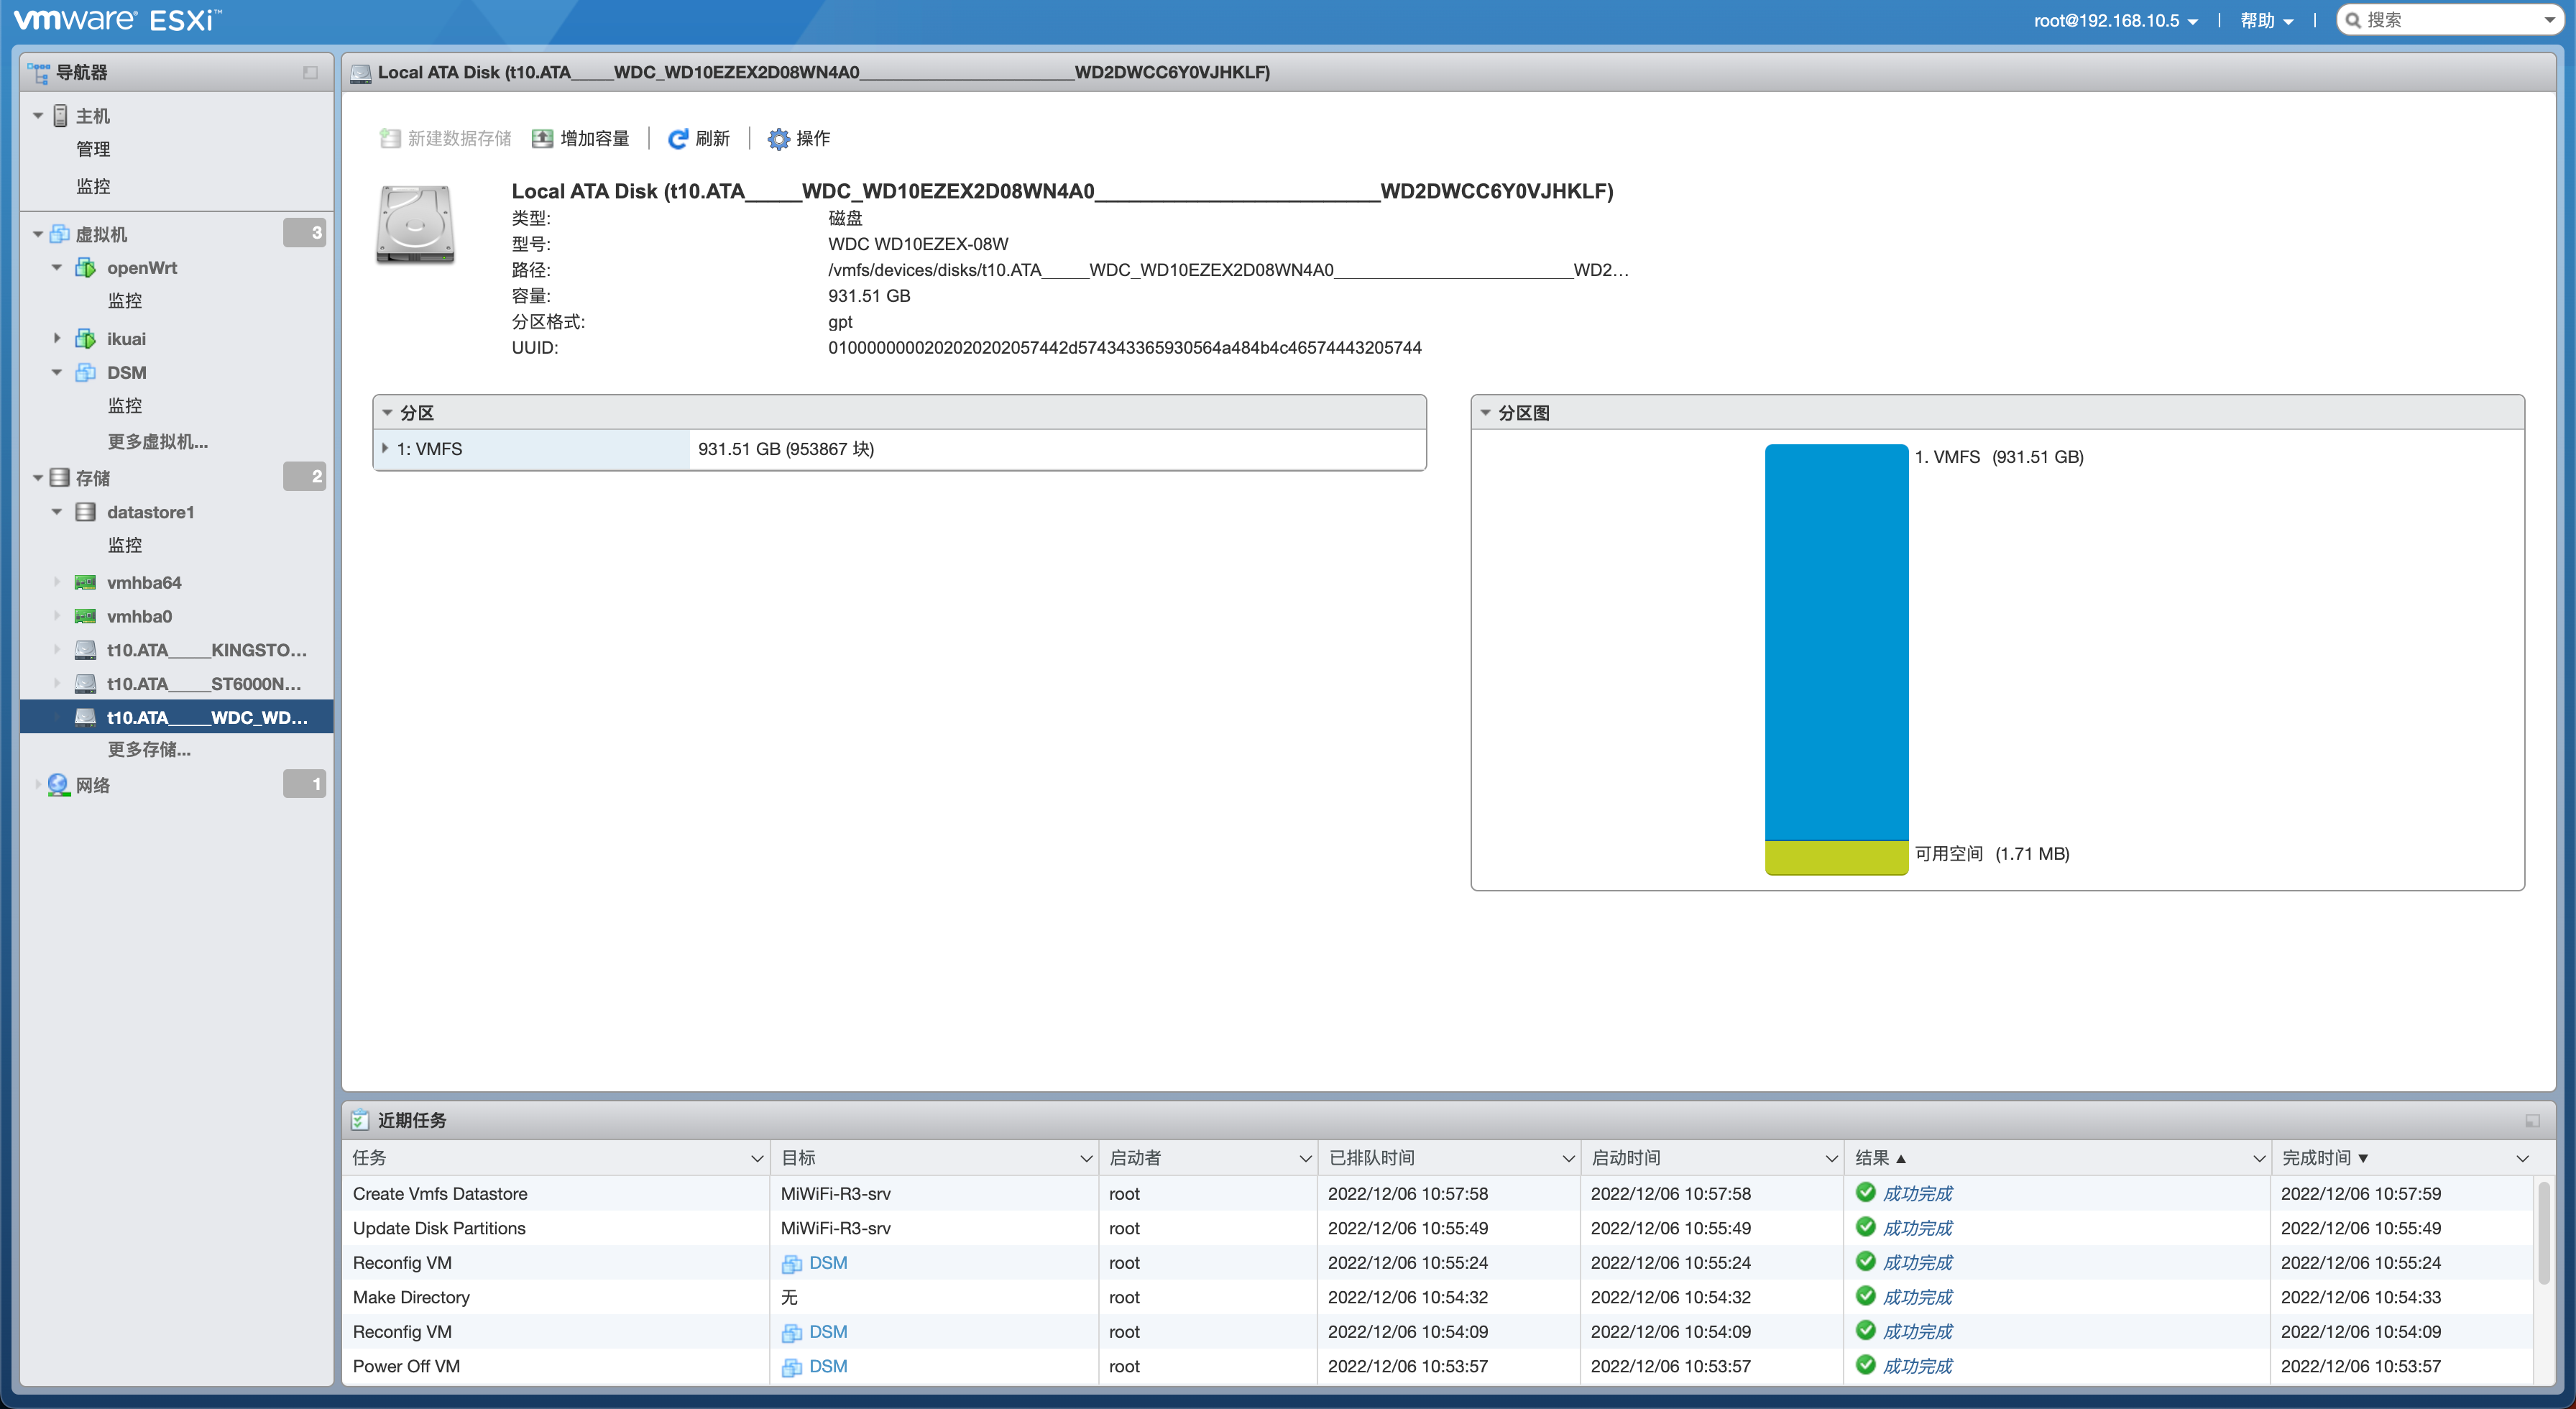 vmware ESXi™
root@192.168.10.5
帮助
搜索
导航器
主机
管理
监控
虚拟机 3
openWrt
监控
ikuai
DSM
监控
更多虚拟机...
存储 2
datastore1
监控
vmhba64
vmhba0
t10.ATA_____KINGSTO...
t10.ATA_____ST6000N...
t10.ATA_____WDC_WD...
更多存储...
网络 1
Local ATA Disk (t10.ATA_____WDC_WD10EZEX2D08WN4A0_________________________WD2DWCC6Y0VJHKLF)
新建数据存储 增加容量 刷新 操作
Local ATA Disk (t10.ATA_____WDC_WD10EZEX2D08WN4A0_________________________WD2DWCC6Y0VJHKLF)
类型: 磁盘
型号: WDC WD10EZEX-08W
路径: /vmfs/devices/disks/t10.ATA_____WDC_WD10EZEX2D08WN4A0_________________________WD2...
容量: 931.51 GB
分区格式: gpt
UUID: 0100000000202020202057442d574343365930564a484b4c46574443205744
分区
1: VMFS 931.51 GB (953867 块)
分区图
1. VMFS (931.51 GB)
可用空间 (1.71 MB)
近期任务
任务 目标 启动者 已排队时间 启动时间 结果 ▲ 完成时间 ▼
Create Vmfs Datastore MiWiFi-R3-srv root 2022/12/06 10:57:58 2022/12/06 10:57:58 成功完成 2022/12/06 10:57:59
Update Disk Partitions MiWiFi-R3-srv root 2022/12/06 10:55:49 2022/12/06 10:55:49 成功完成 2022/12/06 10:55:49
Reconfig VM DSM root 2022/12/06 10:55:24 2022/12/06 10:55:24 成功完成 2022/12/06 10:55:24
Make Directory 无 root 2022/12/06 10:54:32 2022/12/06 10:54:32 成功完成 2022/12/06 10:54:33
Reconfig VM DSM root 2022/12/06 10:54:09 2022/12/06 10:54:09 成功完成 2022/12/06 10:54:09
Power Off VM DSM root 2022/12/06 10:53:57 2022/12/06 10:53:57 成功完成 2022/12/06 10:53:57